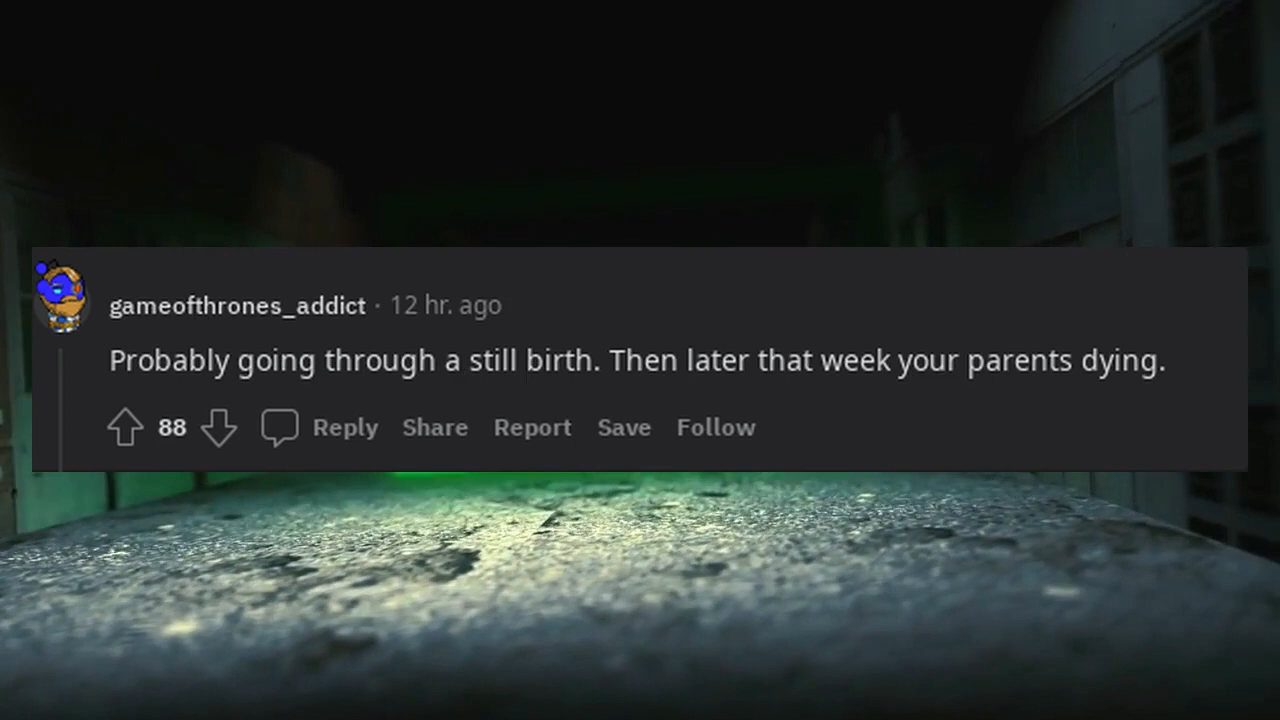 gameofthrones_addict · 12 hr. ago
Probably going through a still birth. Then later that week your parents dying.
88 Reply Share Report Save Follow